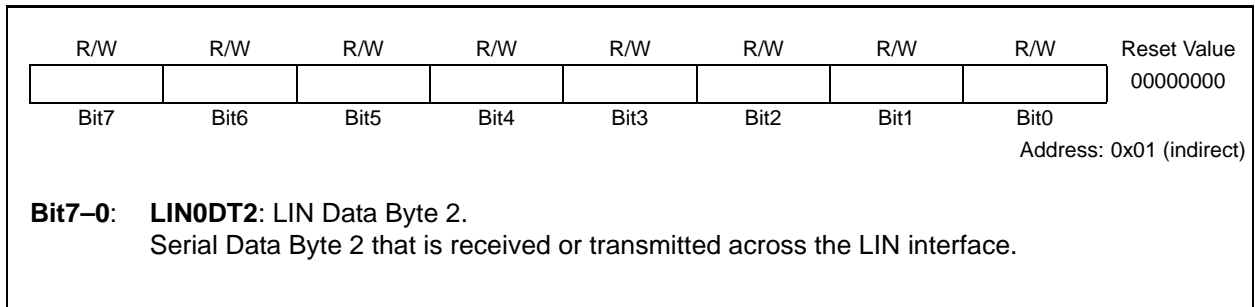 R/W R/W R/W R/W R/W R/W R/W R/W Reset Value
00000000
Bit7 Bit6 Bit5 Bit4 Bit3 Bit2 Bit1 Bit0
Address: 0x01 (indirect)
Bit7–0: LIN0DT2: LIN Data Byte 2.
Serial Data Byte 2 that is received or transmitted across the LIN interface.